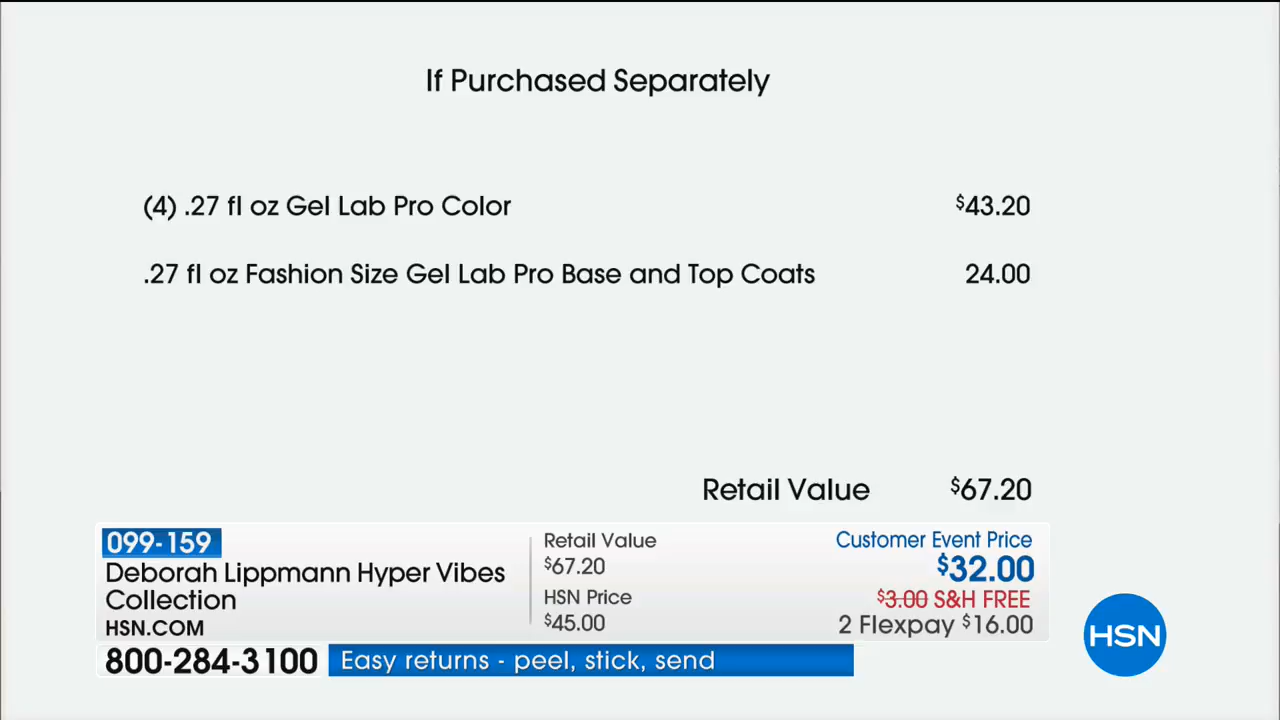 If Purchased Separately
(4) .27 fl oz Gel Lab Pro Color $43.20
.27 fl oz Fashion Size Gel Lab Pro Base and Top Coats 24.00
Retail Value $67.20
099-159
Deborah Lippmann Hyper Vibes
Collection
HSN.COM
Retail Value
$67.20
HSN Price
$45.00
Customer Event Price
$32.00
$3.00 S&H FREE
2 Flexpay $16.00
HSN
800-284-3100
Easy returns - peel, stick, send